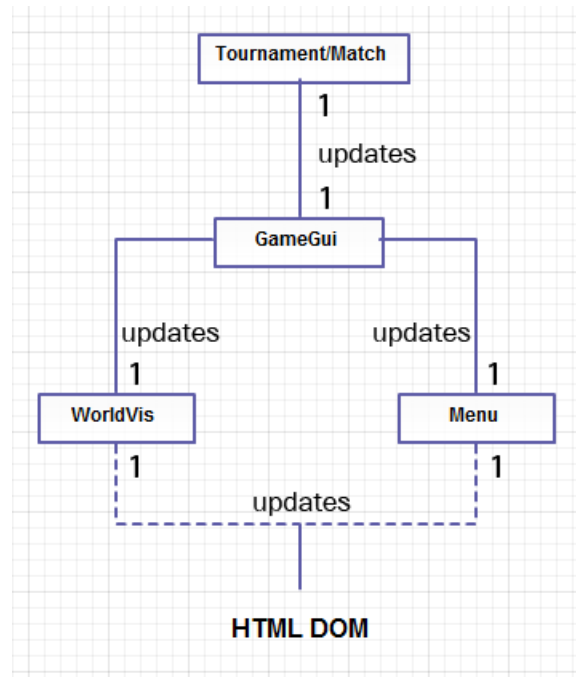 Tournament/Match
1
updates
1
GameGui
updates
updates
1
1
WorldVis
Menu
1
1
updates
HTML DOM